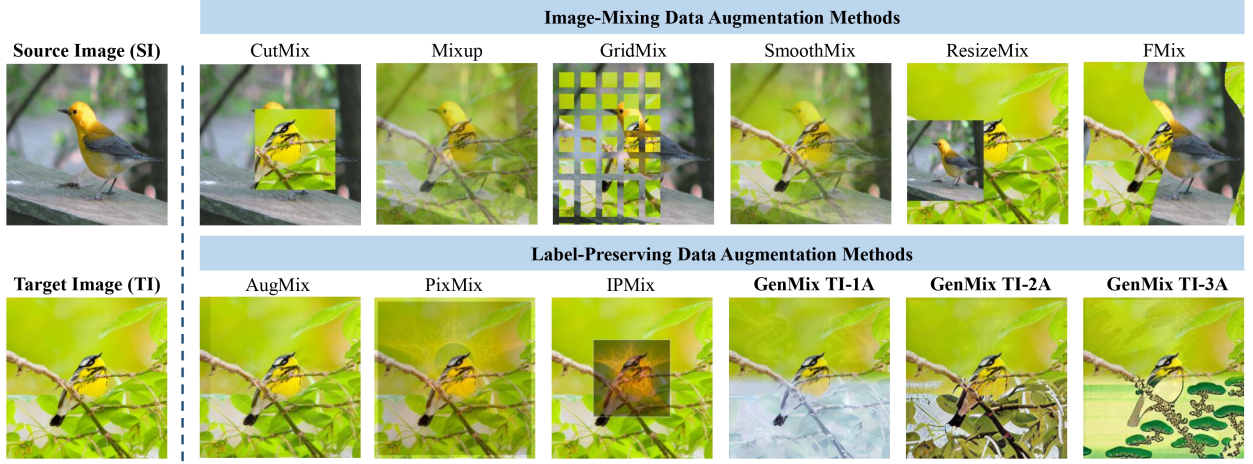 Image-Mixing Data Augmentation Methods
Source Image (SI)
CutMix
Mixup
GridMix
SmoothMix
ResizeMix
FMix
Label-Preserving Data Augmentation Methods
Target Image (TI)
AugMix
PixMix
IPMix
GenMix TI-1A
GenMix TI-2A
GenMix TI-3A